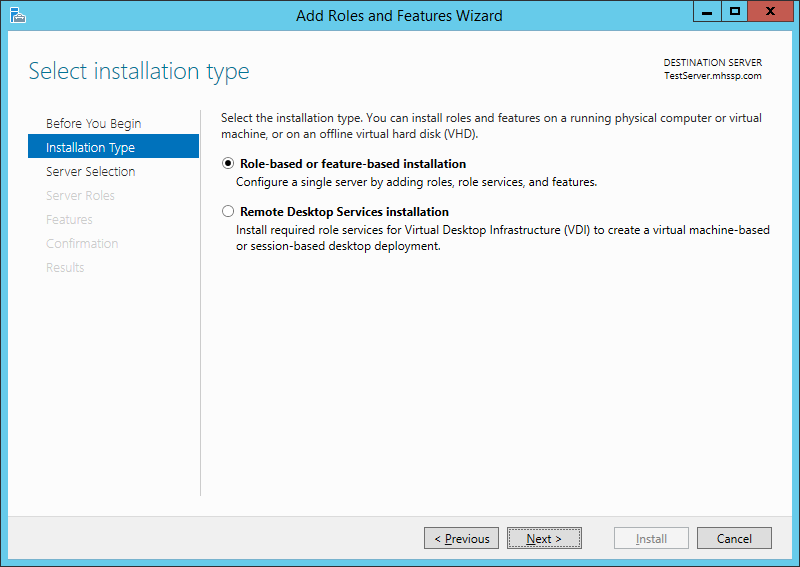 Add Roles and Features Wizard
Select installation type
DESTINATION SERVER
TestServer.mhssp.com
Before You Begin
Installation Type
Server Selection
Server Roles
Features
Confirmation
Results
Select the installation type. You can install roles and features on a running physical computer or virtual
machine, or on an offline virtual hard disk (VHD).
Role-based or feature-based installation
Configure a single server by adding roles, role services, and features.
Remote Desktop Services installation
Install required role services for Virtual Desktop Infrastructure (VDI) to create a virtual machine-based
or session-based desktop deployment.
< Previous
Next >
Install
Cancel